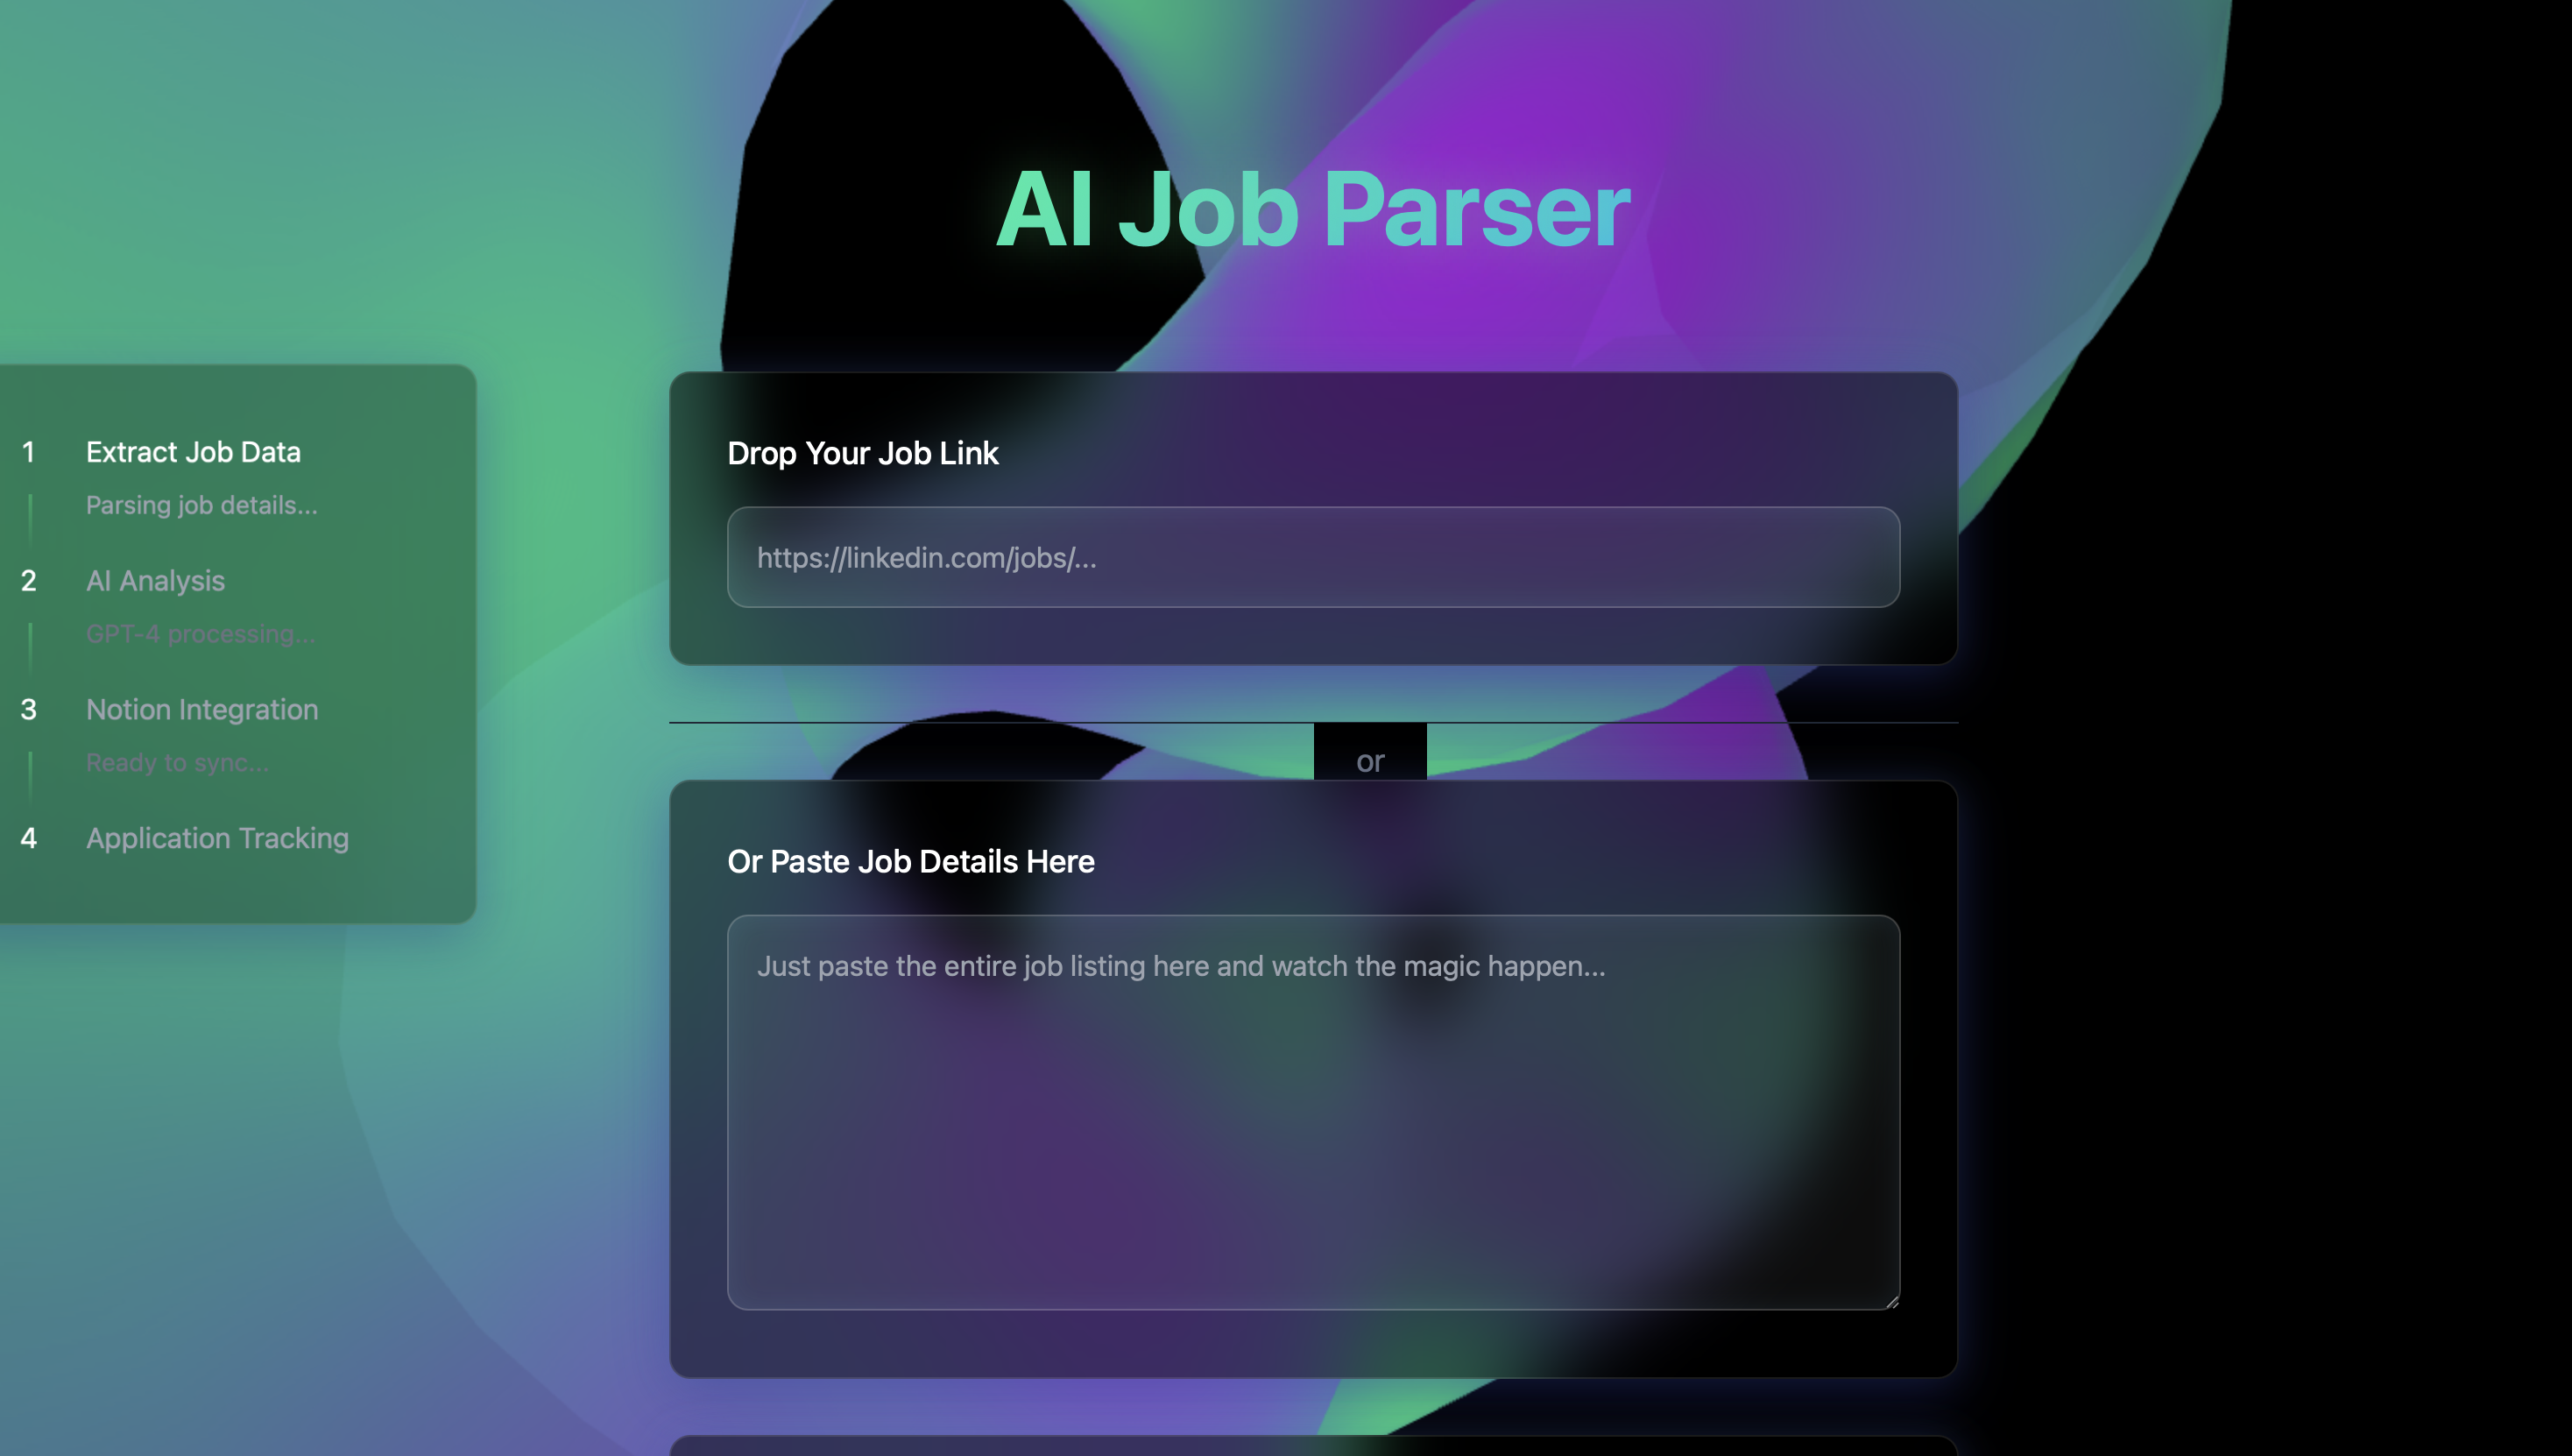 AI Job Parser
1 Extract Job Data
Parsing job details...
2 AI Analysis
GPT-4 processing...
3 Notion Integration
Ready to sync...
4 Application Tracking
Drop Your Job Link
https://linkedin.com/jobs/...
or
Or Paste Job Details Here
Just paste the entire job listing here and watch the magic happen...